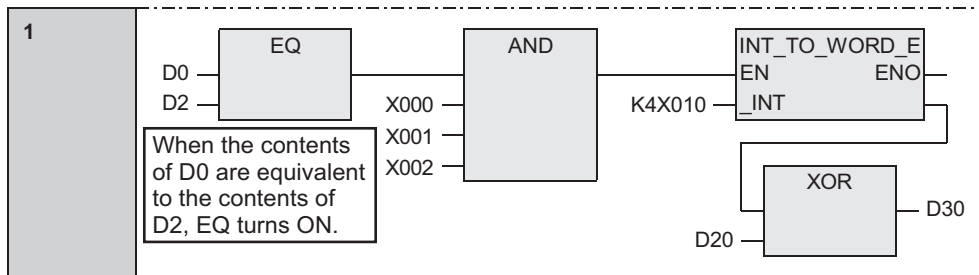 1
EQ
D0
D2
AND
X000
X001
X002
INT_TO_WORD_E
EN ENO
K4X010 _INT
When the contents
of D0 are equivalent
to the contents of
D2, EQ turns ON.
XOR
D20
D30